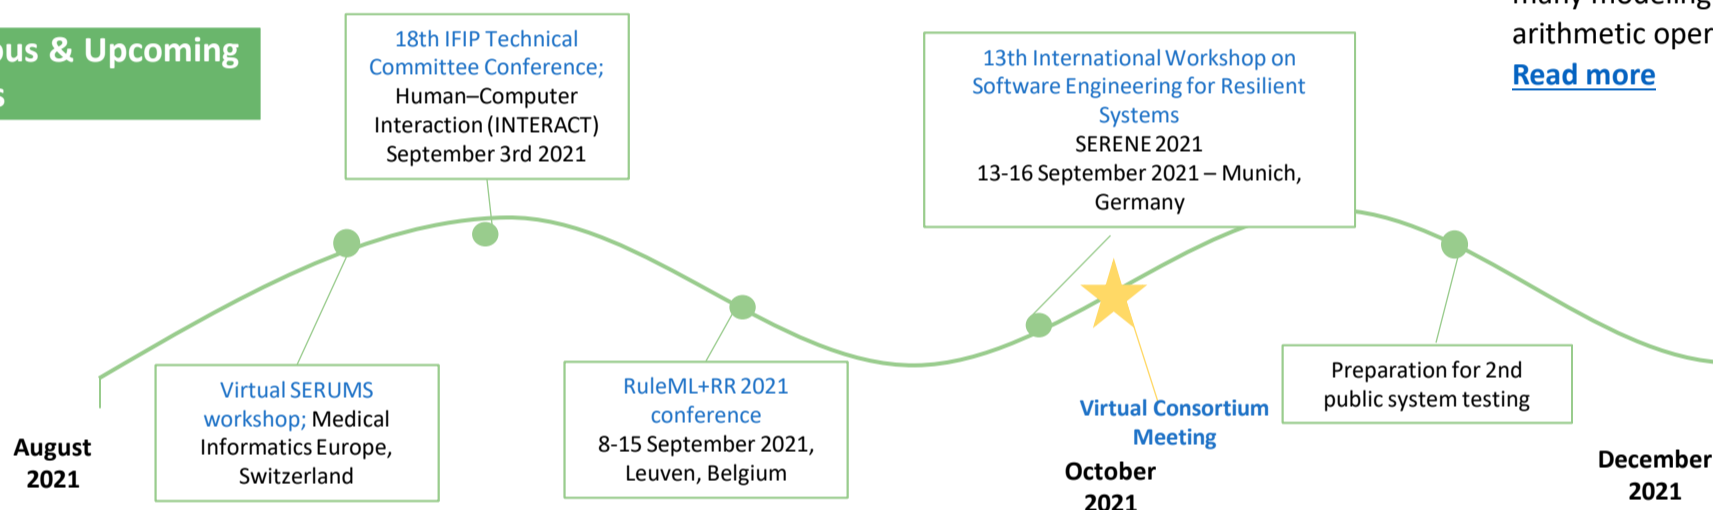 & Upcoming
18th IFIP Technical
Committee Conference;
Human–Computer
Interaction (INTERACT)
September 3rd 2021
13th International Workshop on
Software Engineering for Resilient
Systems
SERENE 2021
13-16 September 2021 – Munich,
Germany
many modeling
arithmetic oper
Read more
Virtual SERUMS
workshop; Medical
Informatics Europe,
Switzerland
RuleML+RR 2021
conference
8-15 September 2021,
Leuven, Belgium
Virtual Consortium
Meeting
Preparation for 2nd
public system testing
August
2021
October
2021
December
2021